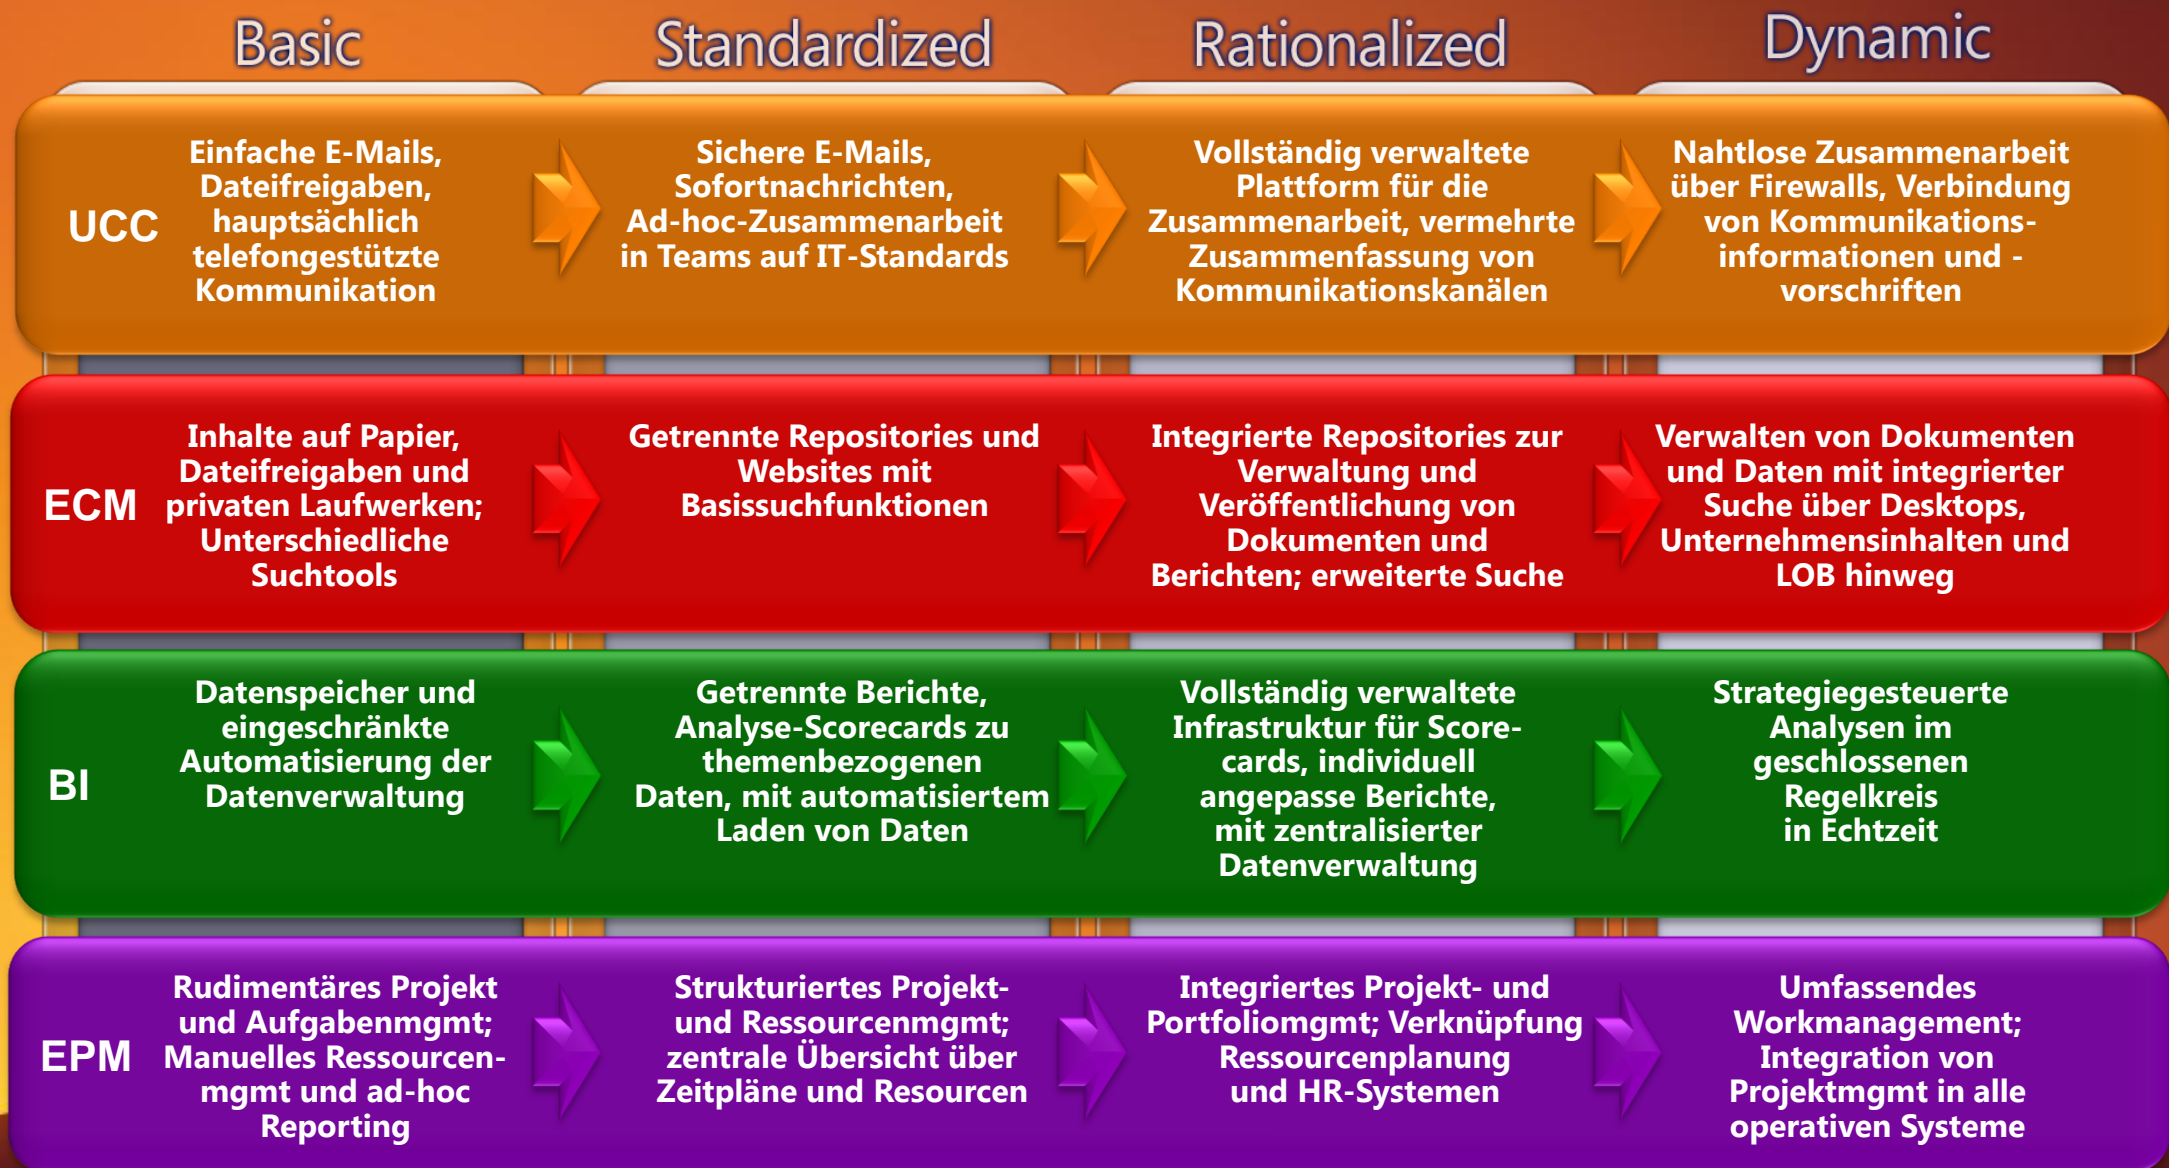 Basic
Standardized
Rationalized
Dynamic
UCC
Einfache E-Mails,
Dateifreigaben,
hauptsächlich
telefongestützte
Kommunikation
Sichere E-Mails,
Sofortnachrichten,
Ad-hoc-Zusammenarbeit
in Teams auf IT-Standards
Vollständig verwaltete
Plattform für die
Zusammenarbeit, vermehrte
Zusammenfassung von
Kommunikationskanälen
Nahtlose Zusammenarbeit
über Firewalls, Verbindung
von Kommunikations-
informationen und -
vorschriften
ECM
Inhalte auf Papier,
Dateifreigaben und
privaten Laufwerken;
Unterschiedliche
Suchtools
Getrennte Repositories und
Websites mit
Basissuchfunktionen
Integrierte Repositories zur
Verwaltung und
Veröffentlichung von
Dokumenten und
Berichten; erweiterte Suche
Verwalten von Dokumenten
und Daten mit integrierter
Suche über Desktops,
Unternehmensinhalten und
LOB hinweg
BI
Datenspeicher und
eingeschränkte
Automatisierung der
Datenverwaltung
Getrennte Berichte,
Analyse-Scorecards zu
themenbezogenen
Daten, mit automatisiertem
Laden von Daten
Vollständig verwaltete
Infrastruktur für Score-
cards, individuell
angepasse Berichte,
mit zentralisierter
Datenverwaltung
Strategiegesteuerte
Analysen im
geschlossenen
Regelkreis
in Echtzeit
EPM
Rudimentäres Projekt
und Aufgabenmgmt;
Manuelles Ressourcen-
mgmt und ad-hoc
Reporting
Strukturiertes Projekt-
und Ressourcenmgmt;
zentrale Übersicht über
Zeitpläne und Resourcen
Integriertes Projekt- und
Portfoliomgmt; Verknüpfung
Ressourcenplanung
und HR-Systemen
Umfassendes
Workmanagement;
Integration von
Projektmgmt in alle
operativen Systeme